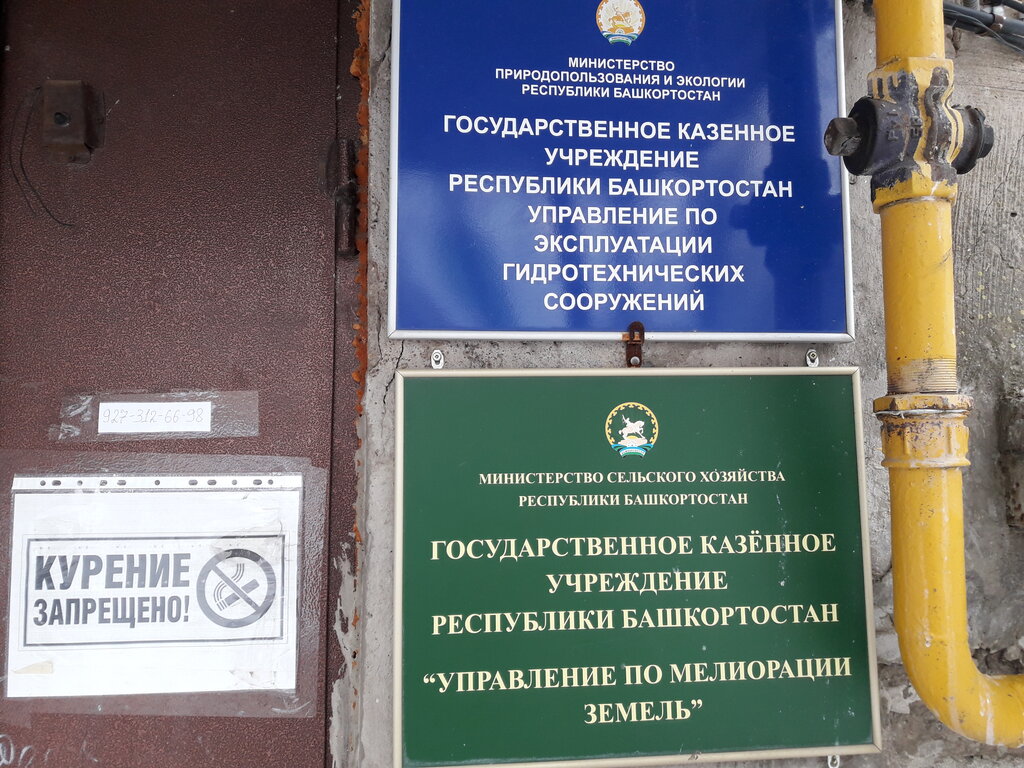 МИНИСТЕРСТВО
ПРИРОДОПОЛЬЗОВАНИЯ И ЭКОЛОГИИ
РЕСПУБЛИКИ БАШКОРТОСТАН
ГОСУДАРСТВЕННОЕ КАЗЕННОЕ
УЧРЕЖДЕНИЕ
РЕСПУБЛИКИ БАШКОРТОСТАН
УПРАВЛЕНИЕ ПО
ЭКСПЛУАТАЦИИ
ГИДРОТЕХНИЧЕСКИХ
СООРУЖЕНИЙ
МИНИСТЕРСТВО СЕЛЬСКОГО ХОЗЯЙСТВА
РЕСПУБЛИКИ БАШКОРТОСТАН
ГОСУДАРСТВЕННОЕ КАЗЁННОЕ
УЧРЕЖДЕНИЕ
РЕСПУБЛИКИ БАШКОРТОСТАН
“УПРАВЛЕНИЕ ПО МЕЛИОРАЦИИ
ЗЕМЕЛЬ”
927-312-66-98
КУРЕНИЕ
ЗАПРЕЩЕНО!